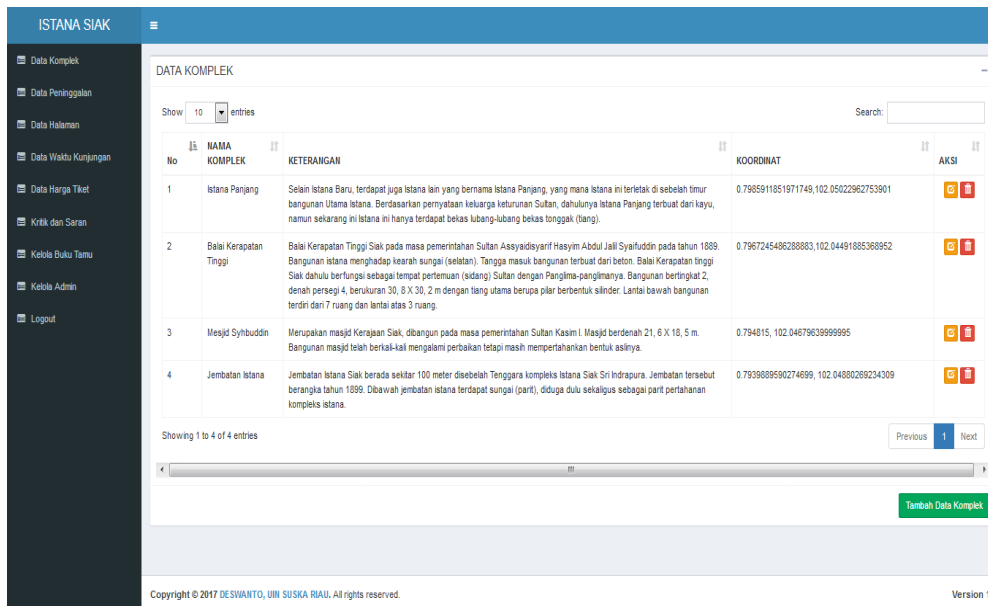 ISTANA SIAK
Data Komplek
Data Peninggalan
Data Halaman
Data Waktu Kunjungan
Data Harga Tiket
Kritik dan Saran
Kelola Buku Tamu
Kelola Admin
Logout
DATA KOMPLEK
Show 10 entries
Search:
No NAMA KOMPLEK KETERANGAN KOORDINAT AKSI
1 Istana Panjang Selain Istana Baru, terdapat juga Istana lain yang bernama Istana Panjang, yang mana Istana ini terletak di sebelah timur
bangunan Utama Istana. Berdasarkan pernyataan keluarga keturunan Sultan, dahulunya Istana Panjang terbuat dari kayu,
namun sekarang ini Istana ini hanya terdapat bekas lubang-lubang bekas tonggak (tiang).
0.7985911851971749,102.05022962753901
2 Balai Kerapatan Tinggi Balai Kerapatan Tinggi Siak pada masa pemerintahan Sultan Assyaidisyarif Hasyim Abdul Jalil Syaifuddin pada tahun 1889.
Bangunan istana menghadap kearah sungai (selatan). Tangga masuk bangunan terbuat dari beton. Balai Kerapatan tinggi
Siak dahulu berfungsi sebagai tempat pertemuan (sidang) Sultan dengan Panglima-panglimanya. Bangunan bertingkat 2,
denah persegi 4, berukuran 30, 8 X 30, 2 m dengan tiang utama berupa pilar berbentuk silinder. Lantai bawah bangunan
terdiri dari 7 ruang dan lantai atas 3 ruang.
0.7967245486288883,102.04491885368952
3 Mesjid Syhbuddin Merupakan masjid Kerajaan Siak, dibangun pada masa pemerintahan Sultan Kasim I. Masjid berdenah 21, 6 X 18, 5 m.
Bangunan masjid telah berkali-kali mengalami perbaikan tetapi masih mempertahankan bentuk aslinya.
0.794815, 102.04679639999995
4 Jembatan Istana Jembatan Istana Siak berada sekitar 100 meter disebelah Tenggara kompleks Istana Siak Sri Indrapura. Jembatan tersebut
berangka tahun 1899. Dibawah jembatan istana terdapat sungai (parit), diduga dulu sekaligus sebagai parit pertahanan
kompleks istana.
0.7939889590274699, 102.04880269234309
Showing 1 to 4 of 4 entries
Previous 1 Next
Tambah Data Komplek
Copyright © 2017 DESWANTO, UIN SUSKA RIAU. All rights reserved.
Version 1